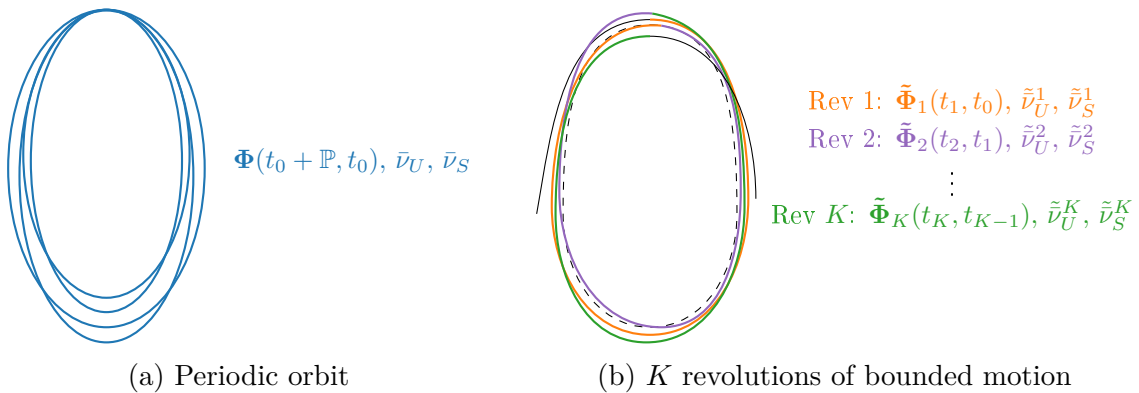 Φ(t₀ + ℙ, t₀), ν̄_U, ν̄_S
Rev 1: Φ̃₁(t₁, t₀), ν̄̃_U^1, ν̄̃_S^1
Rev 2: Φ̃₂(t₂, t₁), ν̄̃_U^2, ν̄̃_S^2
⋮
Rev K: Φ̃_K(t_K, t_{K−1}), ν̄̃_U^K, ν̄̃_S^K
(a) Periodic orbit
(b) K revolutions of bounded motion